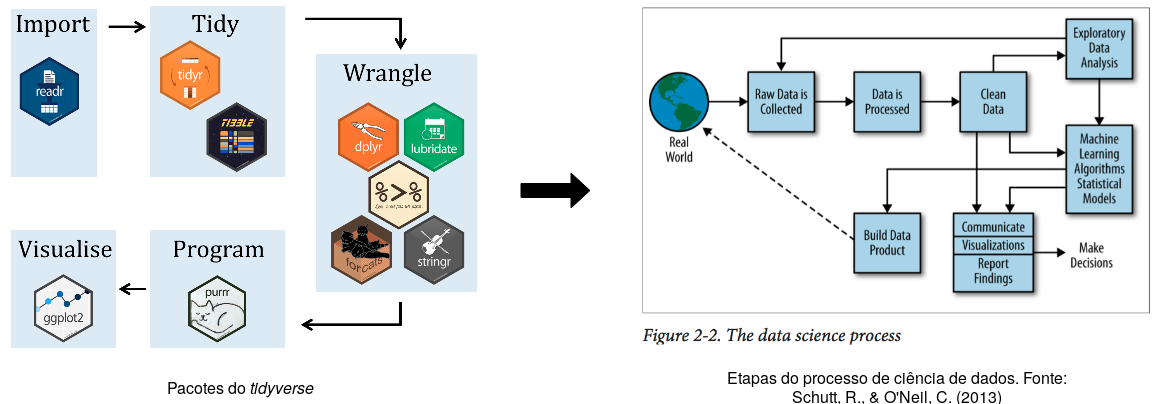 Import
readr
Tidy
tidyr
TIBBLE
Wrangle
dplyr
lubridate
%>%
forcats
stringr
Program
purrr
Visualise
ggplot2
Pacotes do tidyverse
Real
World
Raw Data is
Collected
Data is
Processed
Clean
Data
Exploratory
Data
Analysis
Machine
Learning
Algorithms
Statistical
Models
Build Data
Product
Communicate
Visualizations
Report
Findings
Make
Decisions
Figure 2-2. The data science process
Etapas do processo de ciência de dados. Fonte:
Schutt, R., & O'Neil, C. (2013)